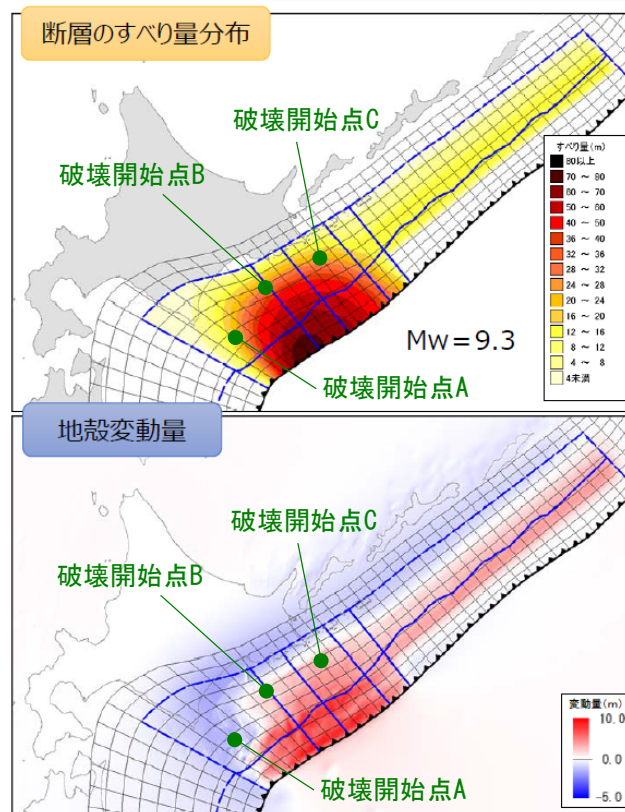 断層のすべり量分布
破壊開始点C
破壊開始点B
すべり量(m)
80以上
70 ～ 80
60 ～ 70
50 ～ 60
40 ～ 50
36 ～ 40
32 ～ 36
28 ～ 32
24 ～ 28
20 ～ 24
16 ～ 20
12 ～ 16
8 ～ 12
4 ～ 8
4未満
Mw＝9.3
破壊開始点A
地殻変動量
破壊開始点C
破壊開始点B
変動量(m)
10.0
0.0
-5.0
破壊開始点A